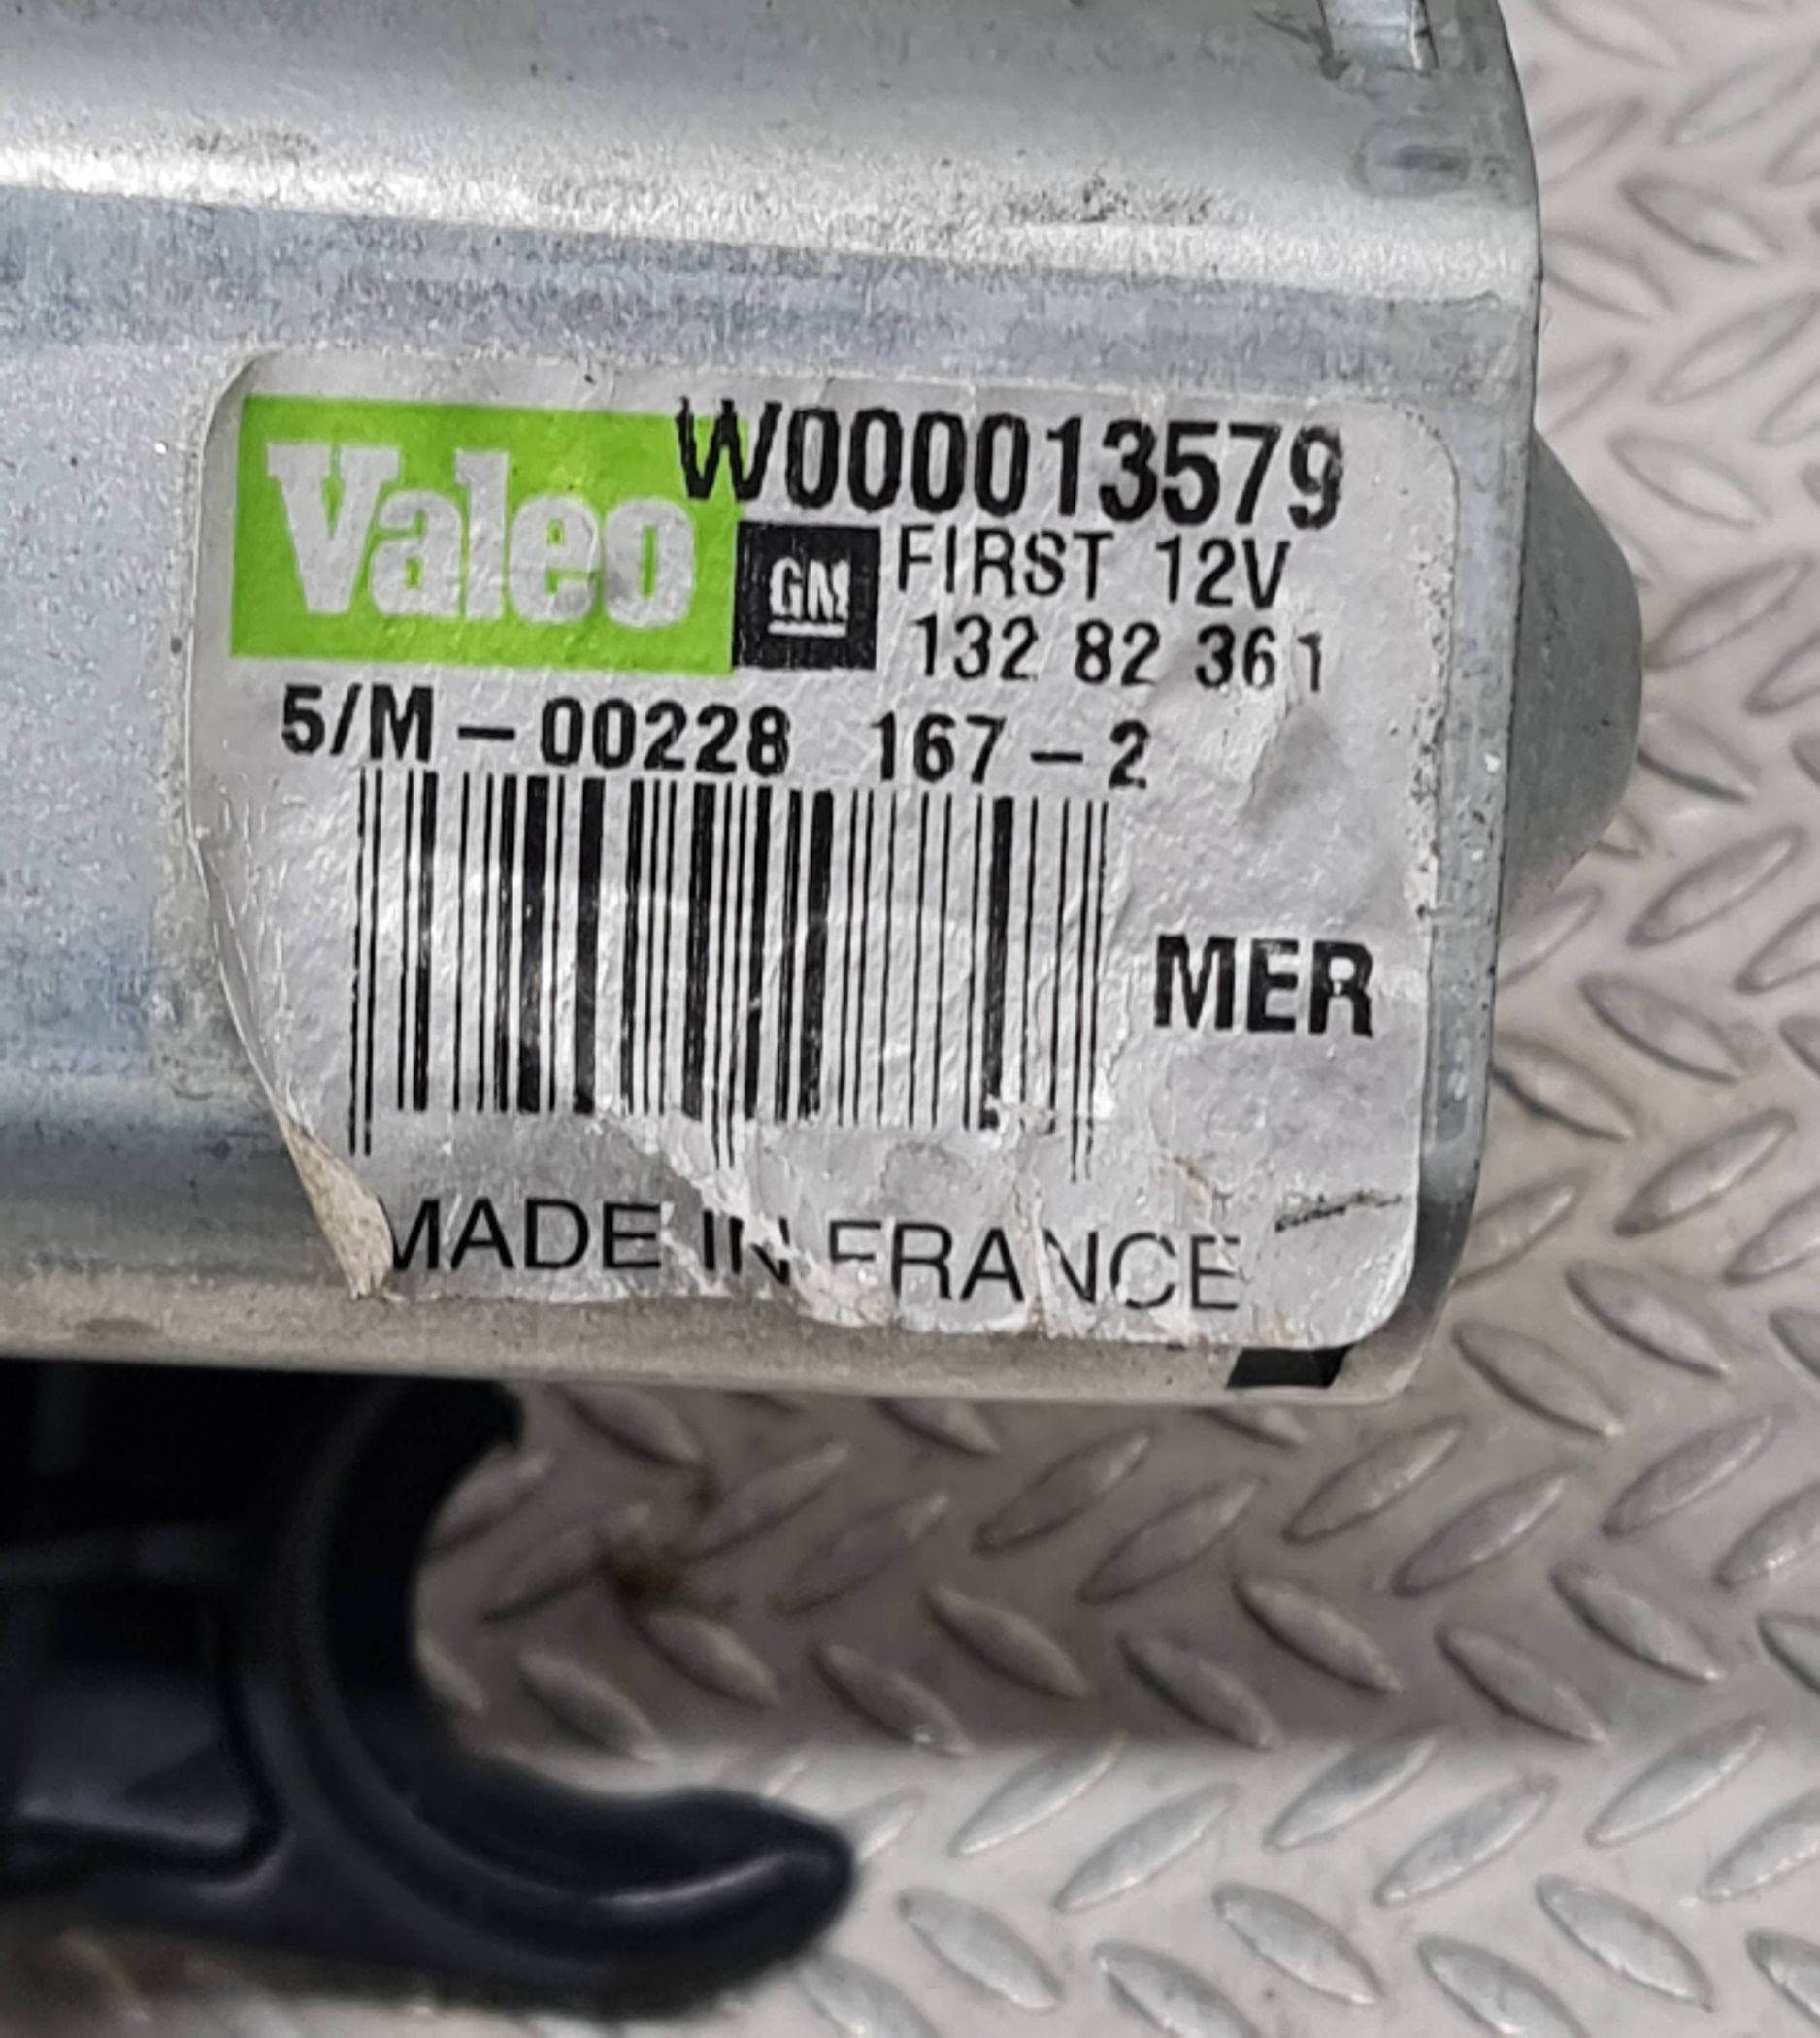 Valeo W000013579
GM FIRST 12V
132 82 361
5/M - 00228 167 - 2
MER
MADE IN FRANCE